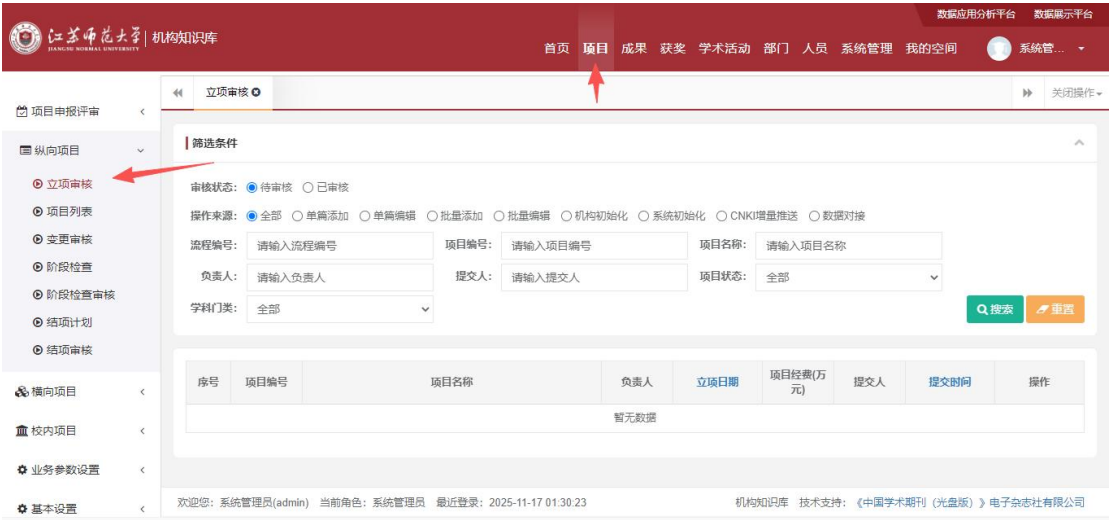 数据应用分析平台 数据展示平台
江苏师范大学 机构知识库
JIANGSU NORMAL UNIVERSITY
首页 项目 成果 获奖 学术活动 部门 人员 系统管理 我的空间 系统管...
立项审核 关闭操作
项目申报评审
纵向项目
立项审核
项目列表
变更审核
阶段检查
阶段检查审核
结项计划
结项审核
横向项目
校内项目
业务参数设置
基本设置
筛选条件
审核状态: 待审核 已审核
操作来源: 全部 单篇添加 单篇编辑 批量添加 批量编辑 机构初始化 系统初始化 CNKI增量推送 数据对接
流程编号: 请输入流程编号 项目编号: 请输入项目编号 项目名称: 请输入项目名称
负责人: 请输入负责人 提交人: 请输入提交人 项目状态: 全部
学科门类: 全部 搜索 重置
序号 项目编号 项目名称 负责人 立项日期 项目经费(万元) 提交人 提交时间 操作
暂无数据
欢迎您: 系统管理员(admin) 当前角色: 系统管理员 最近登录: 2025-11-17 01:30:23 机构知识库 技术支持: 《中国学术期刊(光盘版)》电子杂志社有限公司